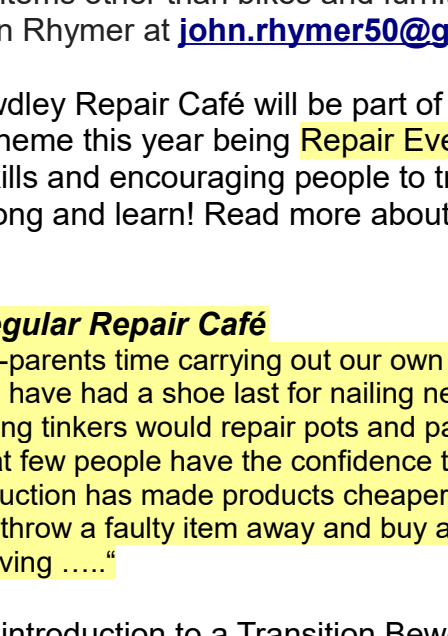 items other than bikes and furni
n Rhymer at john.rhymer50@g
wdley Repair Café will be part of
heme this year being Repair Eve
ills and encouraging people to tr
ong and learn! Read more about
egular Repair Café
-parents time carrying out our own
have had a shoe last for nailing ne
ng tinkers would repair pots and pa
at few people have the confidence t
uction has made products cheaper
throw a faulty item away and buy a
ving …..“
introduction to a Transition Bew